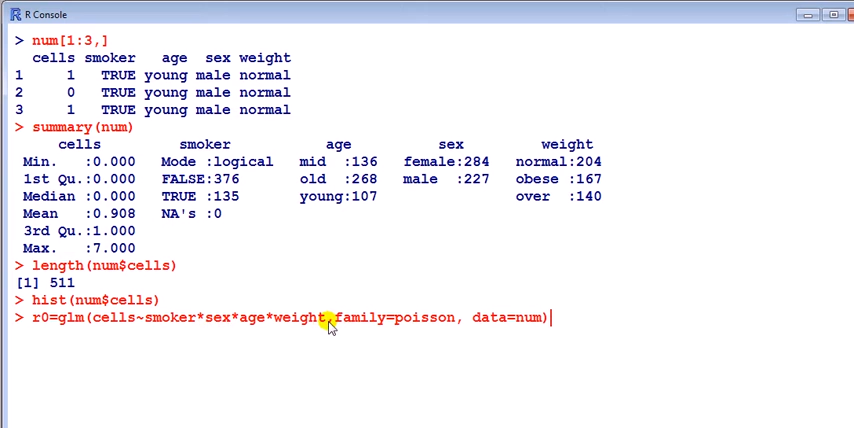 R Console
> num[1:3,]
  cells smoker   age  sex weight
1     1   TRUE young male normal
2     0   TRUE young male normal
3     1   TRUE young male normal
> summary(num)
     cells         smoker           age          sex         weight
 Min.   :0.000   Mode :logical   mid  :136   female:284   normal:204
 1st Qu.:0.000   FALSE:376       old  :268   male  :227   obese :167
 Median :0.000   TRUE :135       young:107                over  :140
 Mean   :0.908   NA's :0
 3rd Qu.:1.000
 Max.   :7.000
> length(num$cells)
[1] 511
> hist(num$cells)
> r0=glm(cells~smoker*sex*age*weight,family=poisson, data=num)